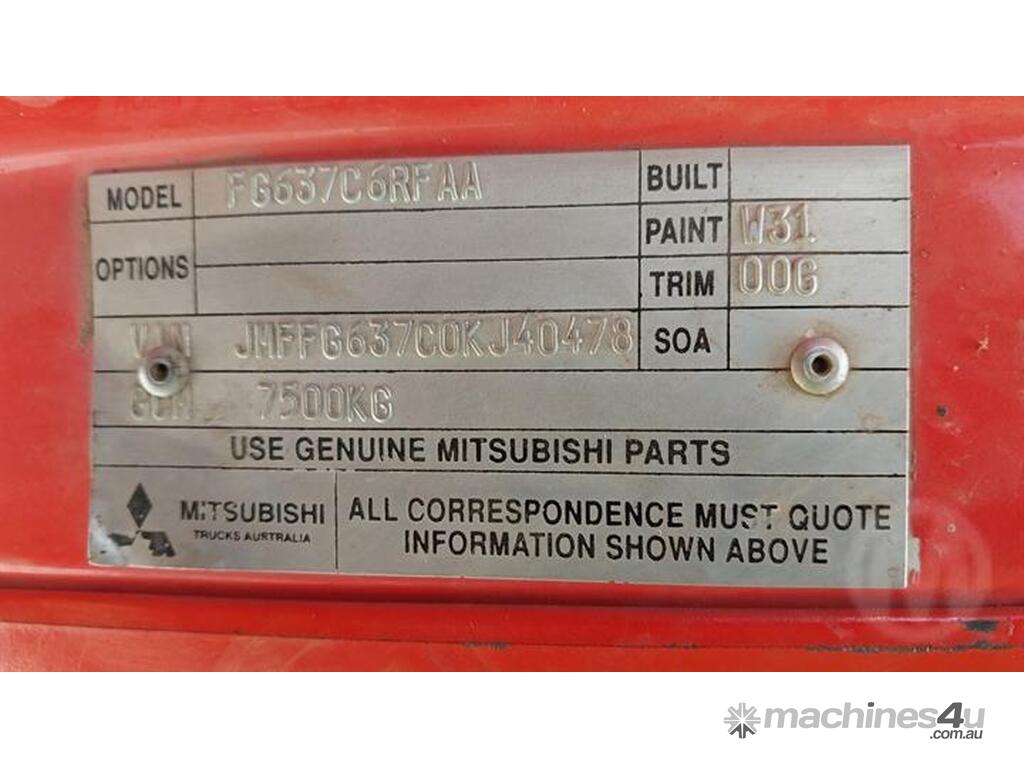 MODEL FG637C6RFAA BUILT
PAINT W31.
OPTIONS
TRIM 00G
JMFFG637C0KJ40478 SOA
7500KG
USE GENUINE MITSUBISHI PARTS
MITSUBISHI
TRUCKS AUSTRALIA
ALL CORRESPONDENCE MUST QUOTE
INFORMATION SHOWN ABOVE
machines4u
.com.au